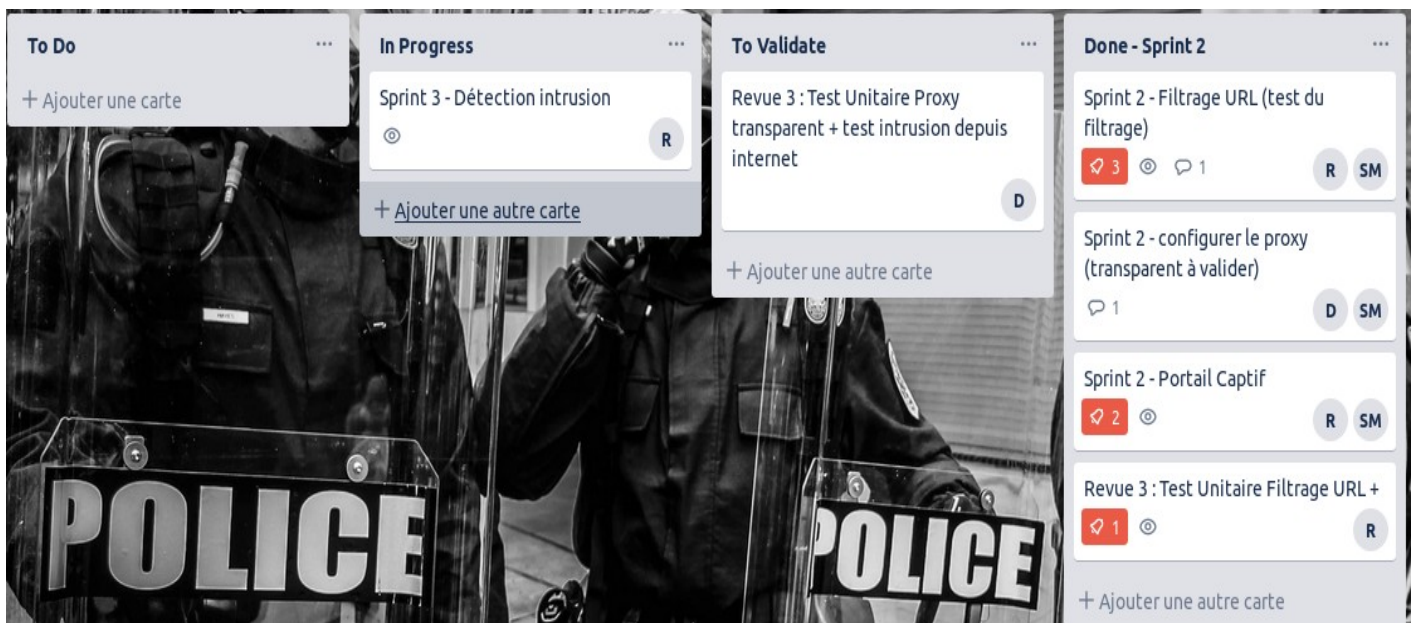 To Do
+ Ajouter une carte
In Progress
Sprint 3 - Détection intrusion
R
+ Ajouter une autre carte
To Validate
Revue 3 : Test Unitaire Proxy
transparent + test intrusion depuis
internet
D
+ Ajouter une autre carte
Done - Sprint 2
Sprint 2 - Filtrage URL (test du
filtrage)
3 1 R SM
Sprint 2 - configurer le proxy
(transparent à valider)
1 D SM
Sprint 2 - Portail Captif
2 R SM
Revue 3 : Test Unitaire Filtrage URL +
1 R
+ Ajouter une autre carte
POLICE
POLICE